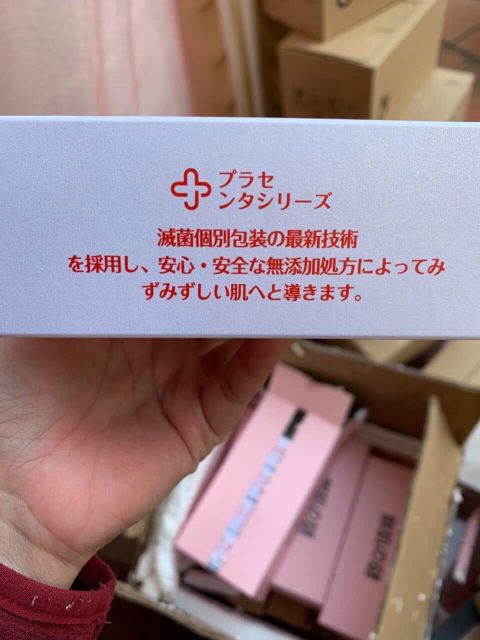 プラセ
ンタシリーズ
滅菌個別包装の最新技術
を採用し、安心・安全な無添加処方によってみ
ずみずしい肌へと導きます。